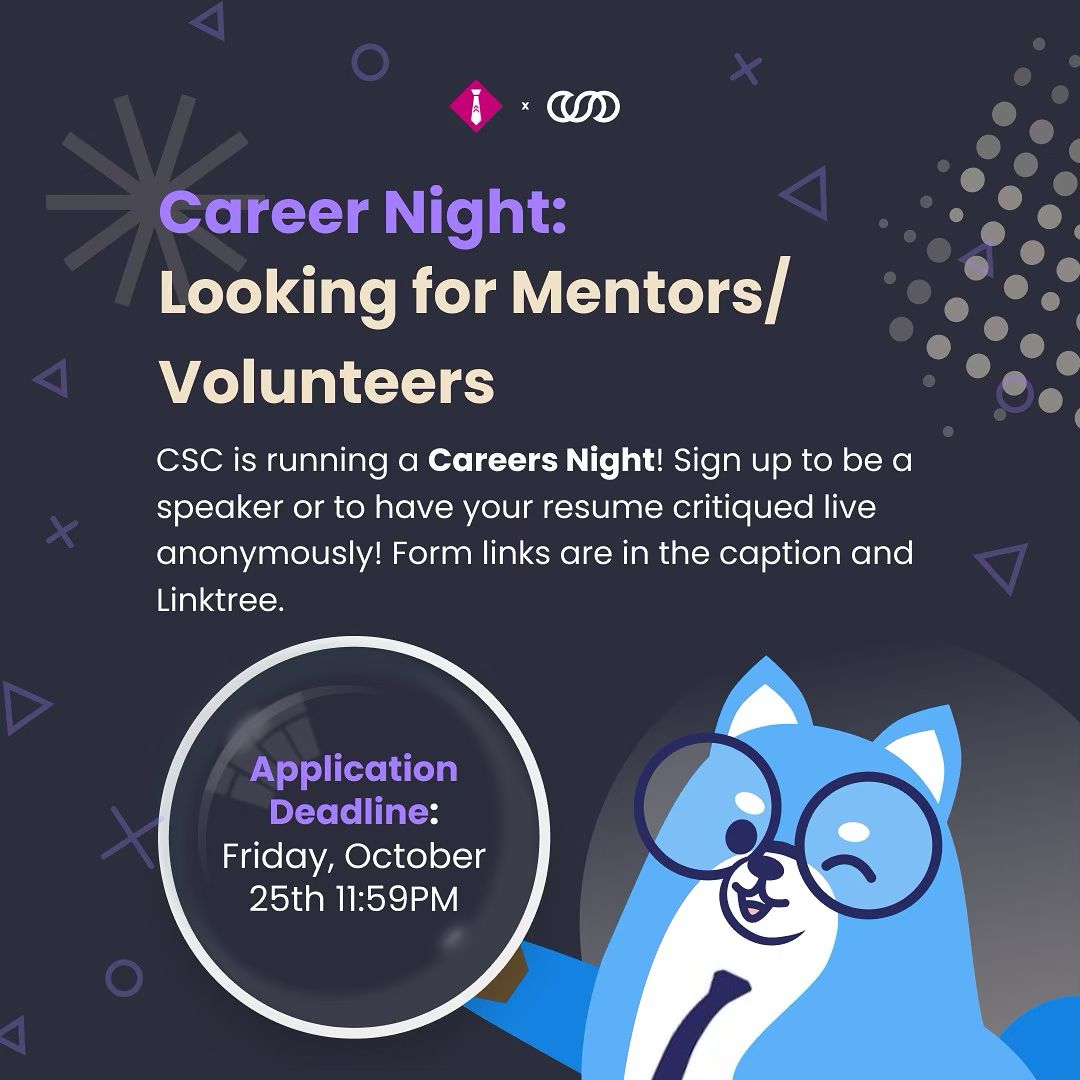 x
Career Night:
Looking for Mentors/
Volunteers
CSC is running a Careers Night! Sign up to be a
speaker or to have your resume critiqued live
anonymously! Form links are in the caption and
Linktree.
Application
Deadline:
Friday, October
25th 11:59PM